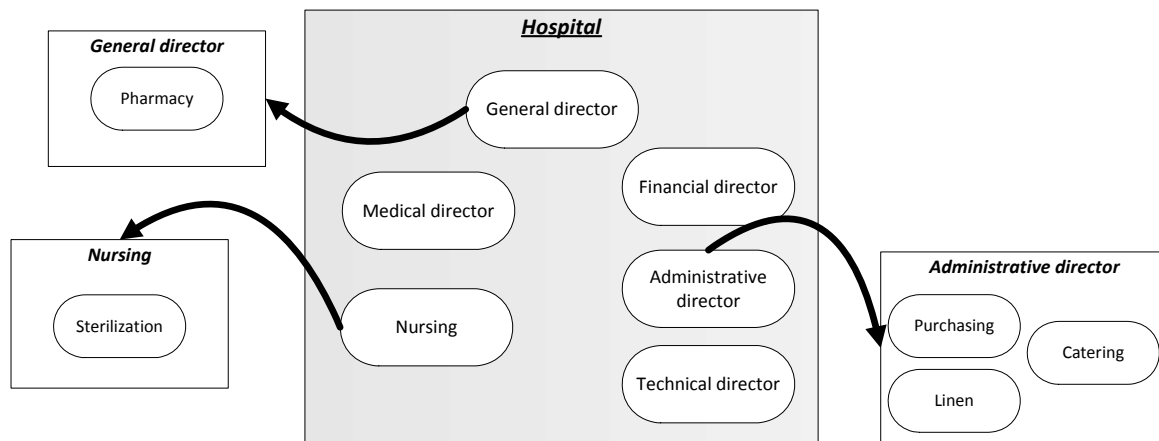 Hospital
General director
Pharmacy
General director
Medical director
Financial director
Nursing
Sterilization
Nursing
Administrative
director
Technical director
Administrative director
Purchasing
Catering
Linen